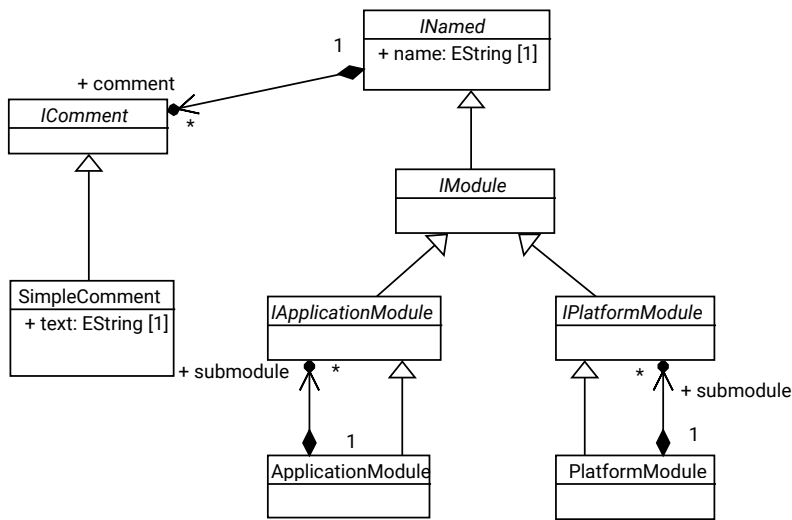 INamed
+ name: EString [1]
1
+ comment
*
IComment
IModule
SimpleComment
+ text: EString [1]
IApplicationModule
IPlatformModule
+ submodule
*
*
+ submodule
1
1
ApplicationModule
PlatformModule